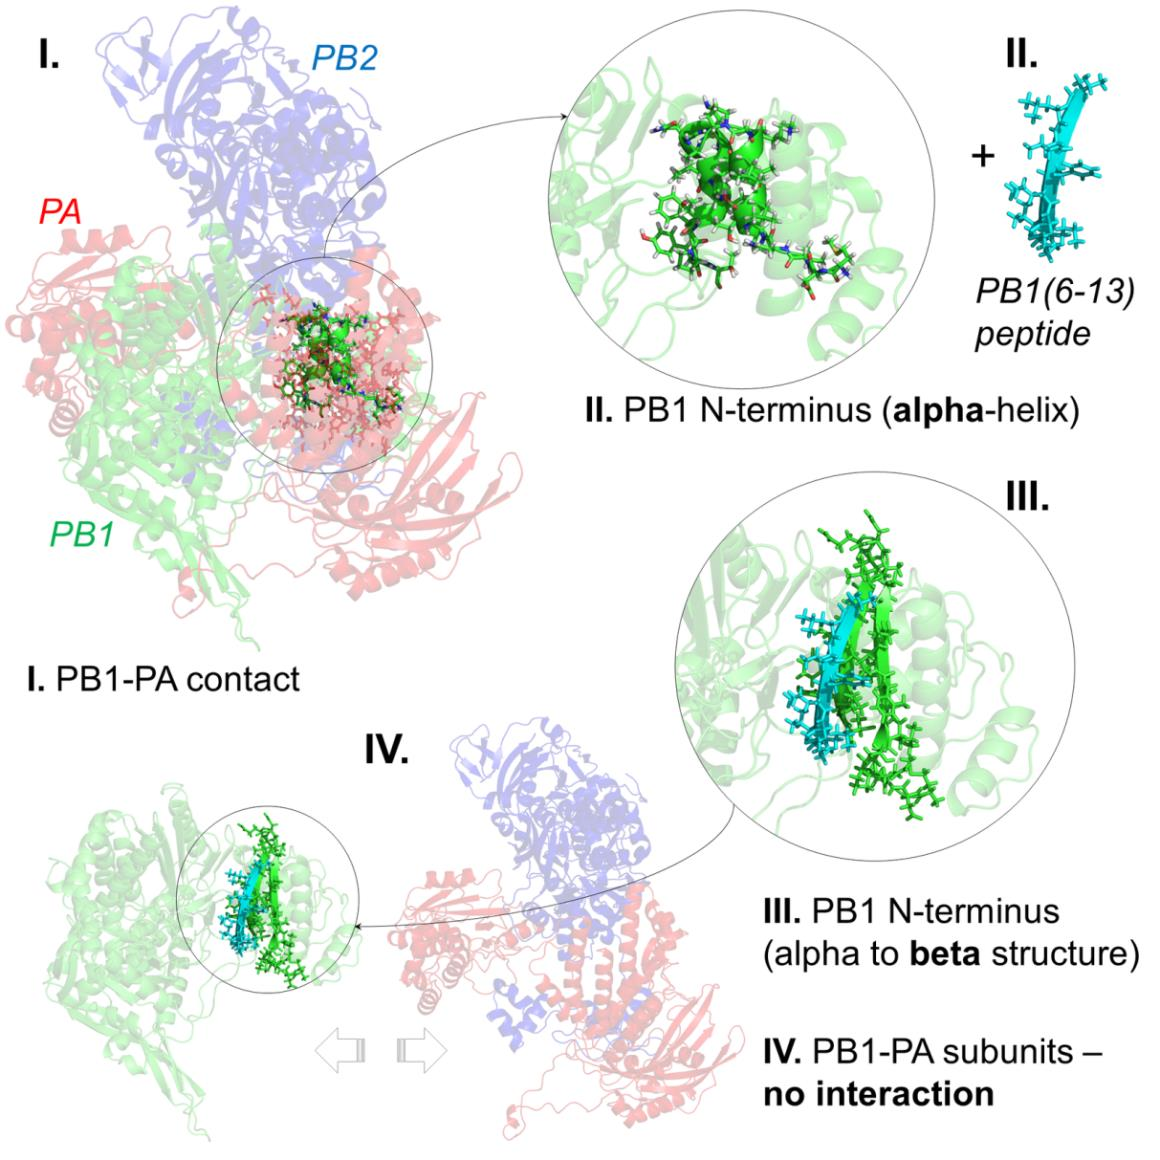 I.
PB2
PA
PB1
I. PB1-PA contact
II.
+
PB1(6-13)
peptide
II. PB1 N-terminus (alpha-helix)
III.
III. PB1 N-terminus
(alpha to beta structure)
IV.
IV. PB1-PA subunits –
no interaction